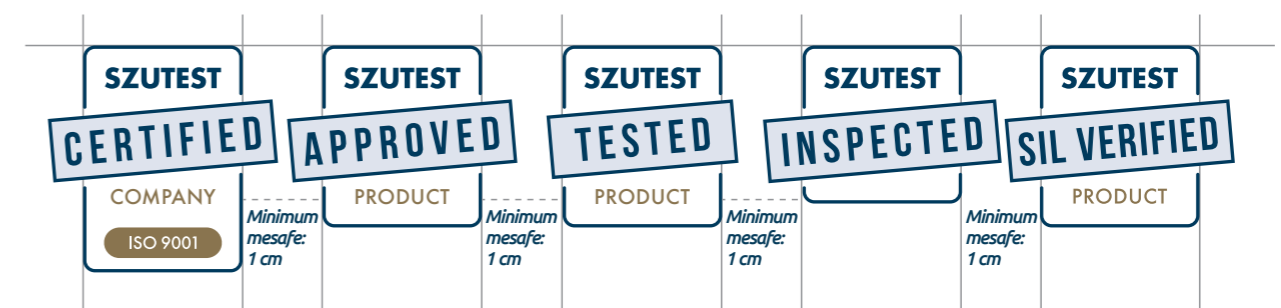 SZUTEST
CERTIFIED
COMPANY
ISO 9001
Minimum
mesafe:
1 cm
SZUTEST
APPROVED
PRODUCT
Minimum
mesafe:
1 cm
SZUTEST
TESTED
PRODUCT
Minimum
mesafe:
1 cm
SZUTEST
INSPECTED
Minimum
mesafe:
1 cm
SZUTEST
SIL VERIFIED
PRODUCT